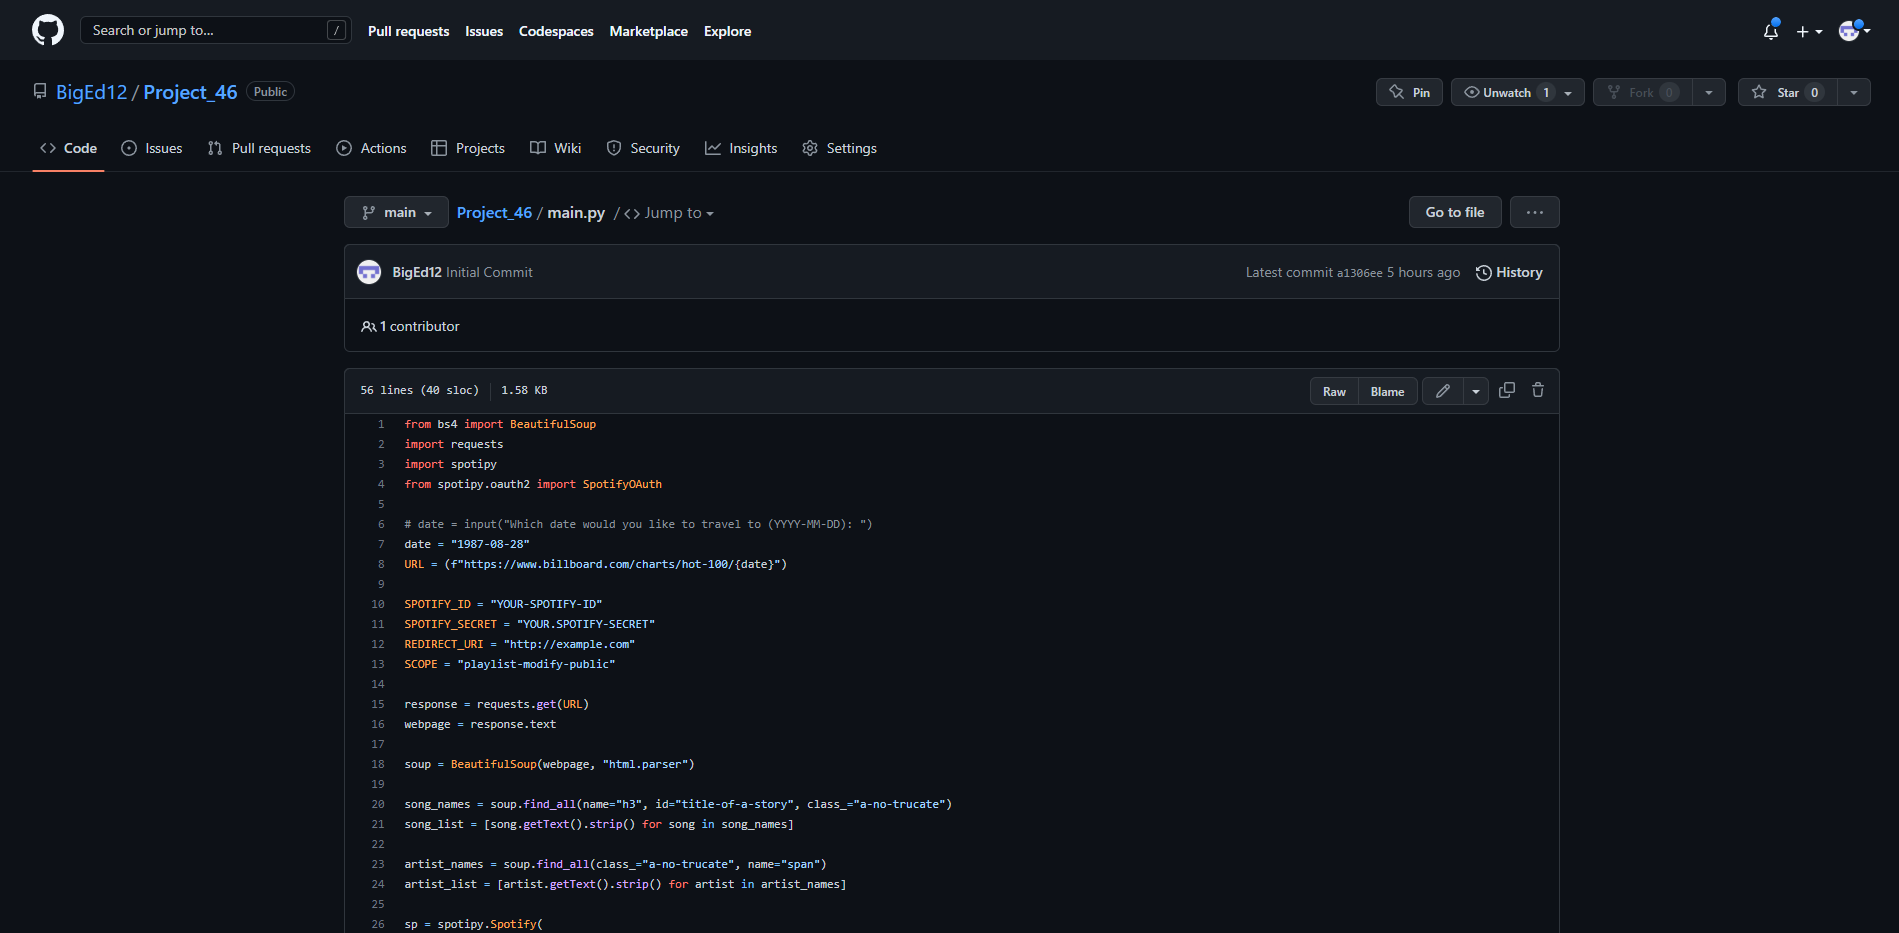 Search or jump to... /
Pull requests Issues Codespaces Marketplace Explore
BigEd12 / Project_46 Public
Pin Unwatch 1 Fork 0 Star 0
Code Issues Pull requests Actions Projects Wiki Security Insights Settings
main Project_46 / main.py / <> Jump to
Go to file ...
BigEd12 Initial Commit
Latest commit a1306ee 5 hours ago History
1 contributor
56 lines (40 sloc) 1.58 KB
Raw Blame
1 from bs4 import BeautifulSoup
2 import requests
3 import spotipy
4 from spotipy.oauth2 import SpotifyOAuth
5
6 # date = input("Which date would you like to travel to (YYYY-MM-DD): ")
7 date = "1987-08-28"
8 URL = (f"https://www.billboard.com/charts/hot-100/{date}")
9
10 SPOTIFY_ID = "YOUR-SPOTIFY-ID"
11 SPOTIFY_SECRET = "YOUR.SPOTIFY-SECRET"
12 REDIRECT_URI = "http://example.com"
13 SCOPE = "playlist-modify-public"
14
15 response = requests.get(URL)
16 webpage = response.text
17
18 soup = BeautifulSoup(webpage, "html.parser")
19
20 song_names = soup.find_all(name="h3", id="title-of-a-story", class_="a-no-trucate")
21 song_list = [song.getText().strip() for song in song_names]
22
23 artist_names = soup.find_all(class_="a-no-trucate", name="span")
24 artist_list = [artist.getText().strip() for artist in artist_names]
25
26 sp = spotipy.Spotify(